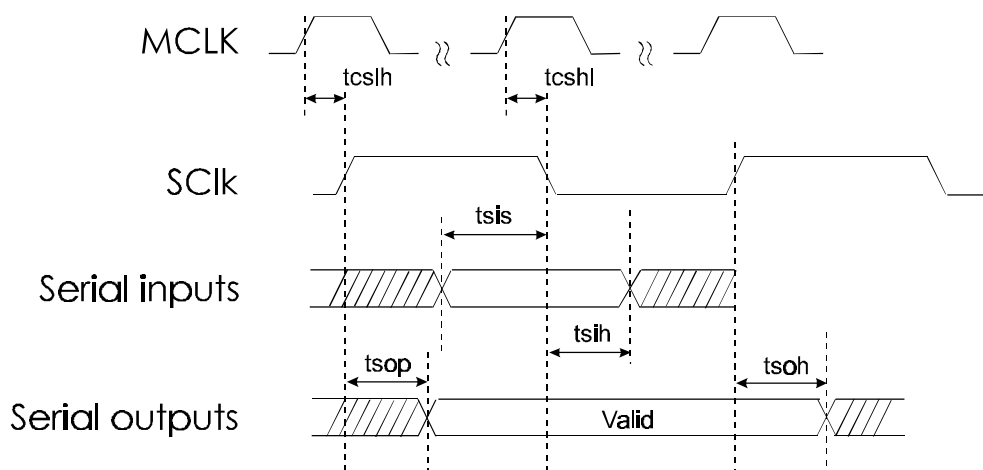 MCLK
tcslh
tcshl
SClk
tsis
Serial inputs
tsih
tsop
tsoh
Serial outputs
Valid